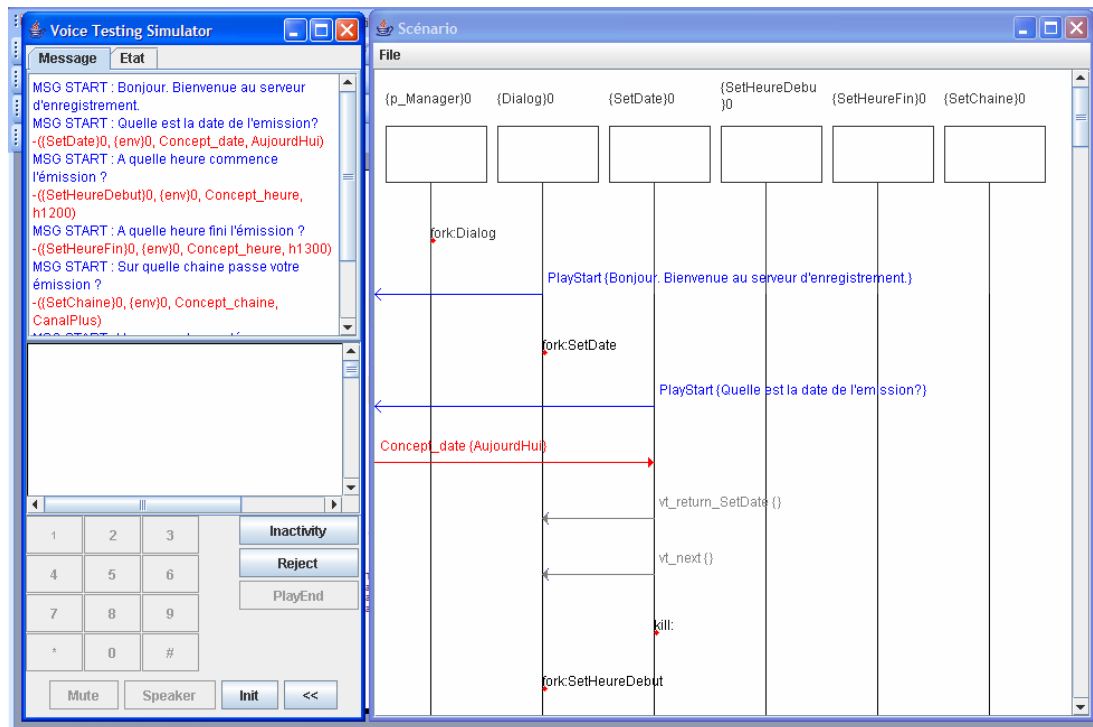 Voice Testing Simulator
Message Etat
MSG START : Bonjour. Bienvenue au serveur
d'enregistrement.
MSG START : Quelle est la date de l'emission?
-({SetDate}0, {env}0, Concept_date, AujourdHui)
MSG START : A quelle heure commence
l'émission ?
-({SetHeureDebut}0, {env}0, Concept_heure,
h1200)
MSG START : A quelle heure fini l'émission ?
-({SetHeureFin}0, {env}0, Concept_heure, h1300)
MSG START : Sur quelle chaine passe votre
émission ?
-({SetChaine}0, {env}0, Concept_chaine,
CanalPlus)
1 2 3
4 5 6
7 8 9
* 0 #
Inactivity
Reject
PlayEnd
Mute Speaker Init <<
Scénario
File
{p_Manager}0 {Dialog}0 {SetDate}0 {SetHeureDebu
}0 {SetHeureFin}0 {SetChaine}0
fork:Dialog
PlayStart {Bonjour. Bienvenue au serveur d'enregistrement.}
fork:SetDate
PlayStart {Quelle est la date de l'emission?}
Concept_date {AujourdHui}
vt_return_SetDate {}
vt_next {}
kill:
fork:SetHeureDebut